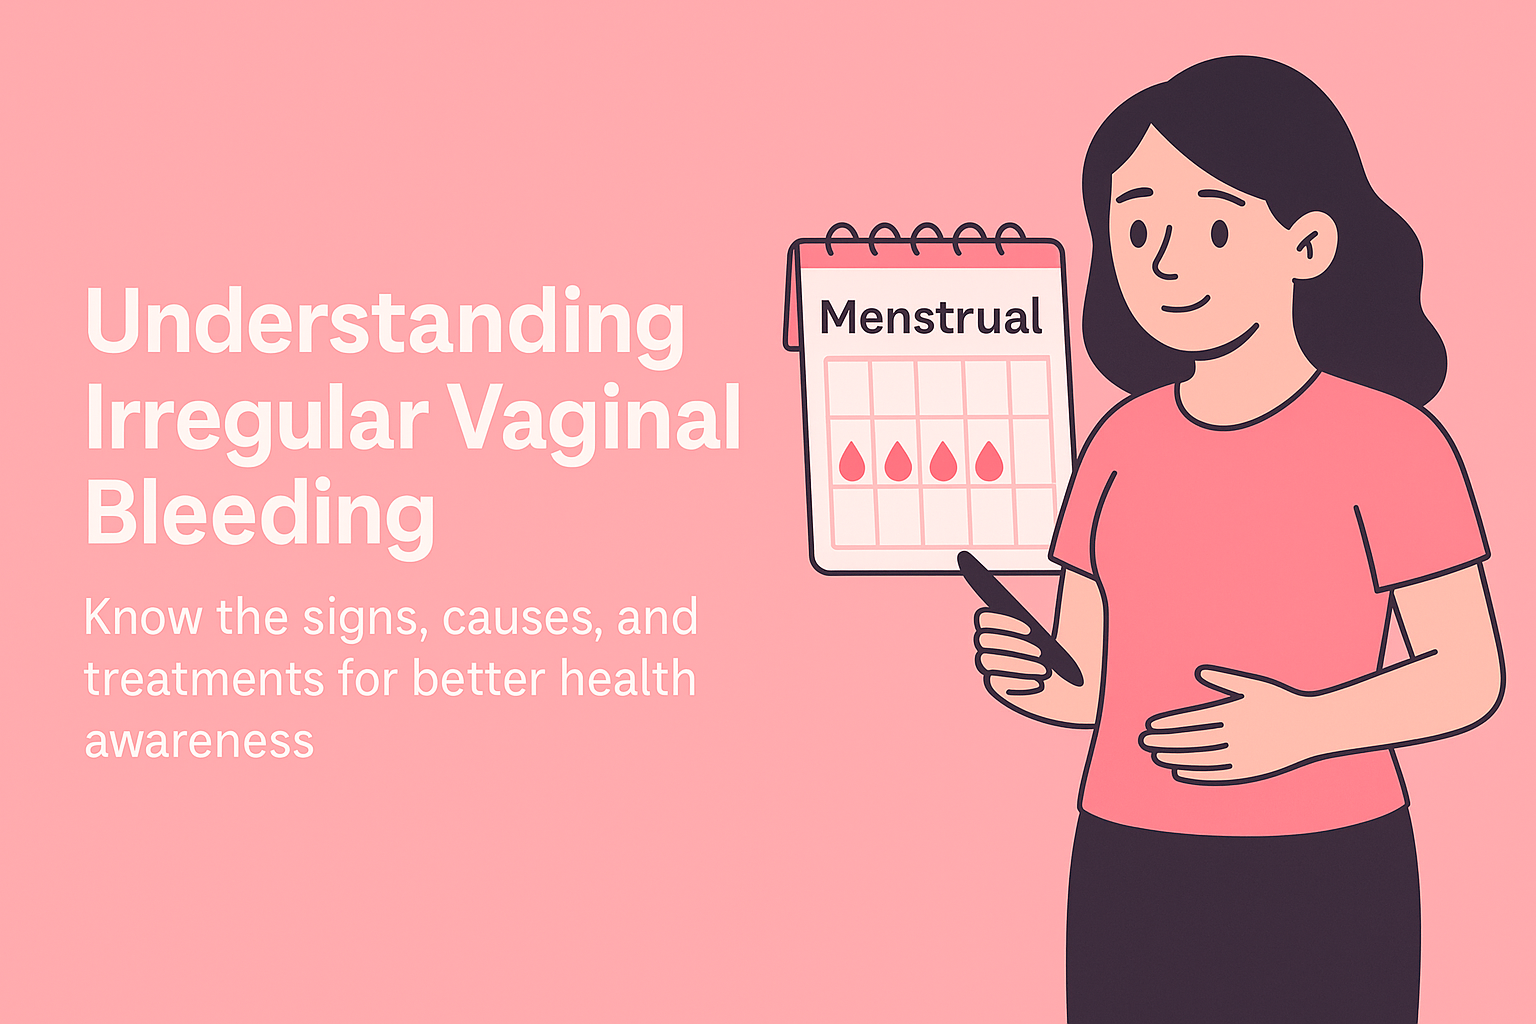 Understanding
Irregular Vaginal
Bleeding
Know the signs, causes, and
treatments for better health
awareness
Menstrual